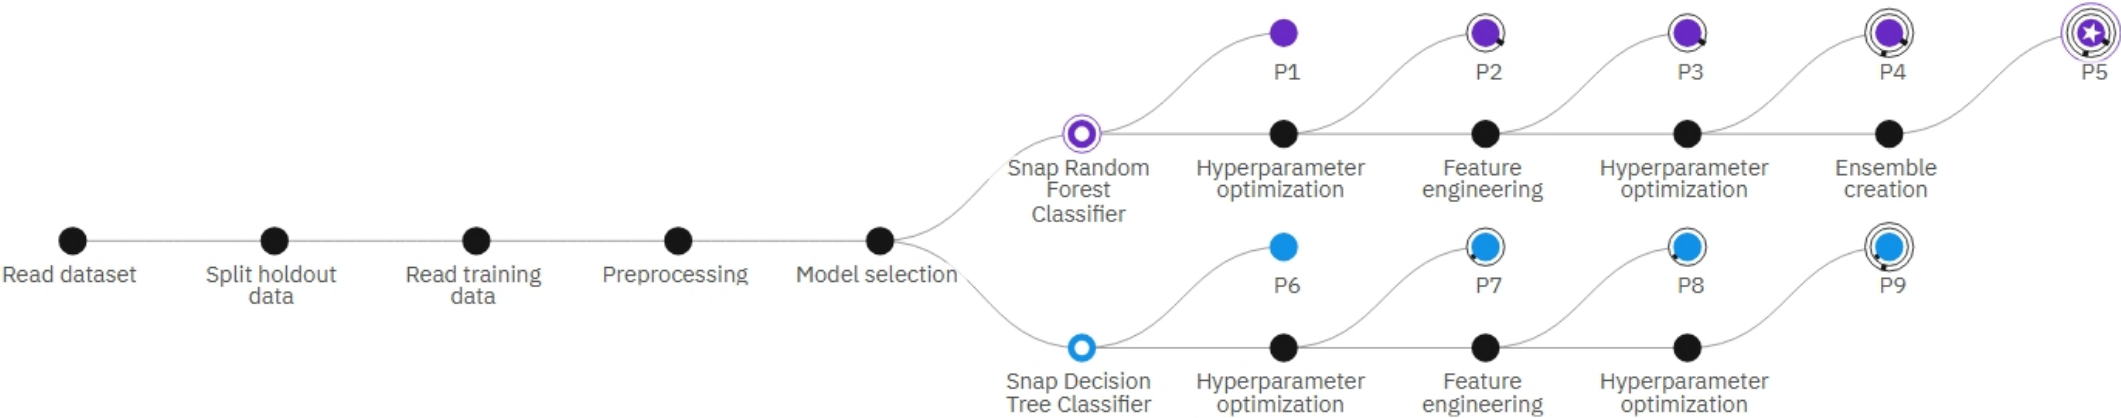 P1
P2
P3
P4
P5
Snap Random
Forest
Classifier
Hyperparameter
optimization
Feature
engineering
Hyperparameter
optimization
Ensemble
creation
Read dataset
Split holdout
data
Read training
data
Preprocessing
Model selection
P6
P7
P8
P9
Snap Decision
Tree Classifier
Hyperparameter
optimization
Feature
engineering
Hyperparameter
optimization